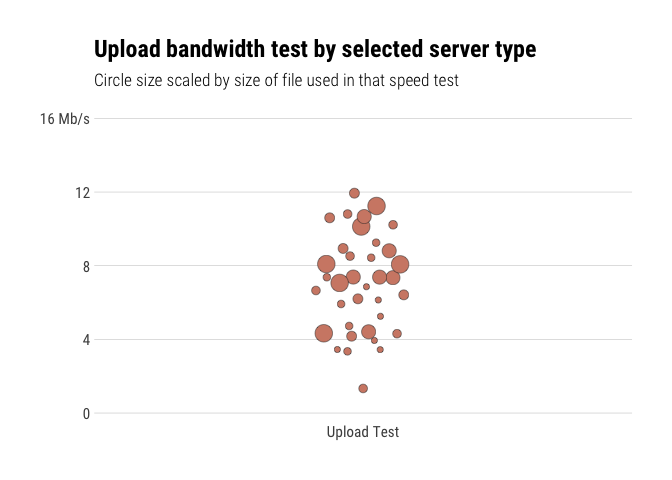 Upload bandwidth test by selected server type
Circle size scaled by size of file used in that speed test
16 Mb/s
12
8
4
0
Upload Test